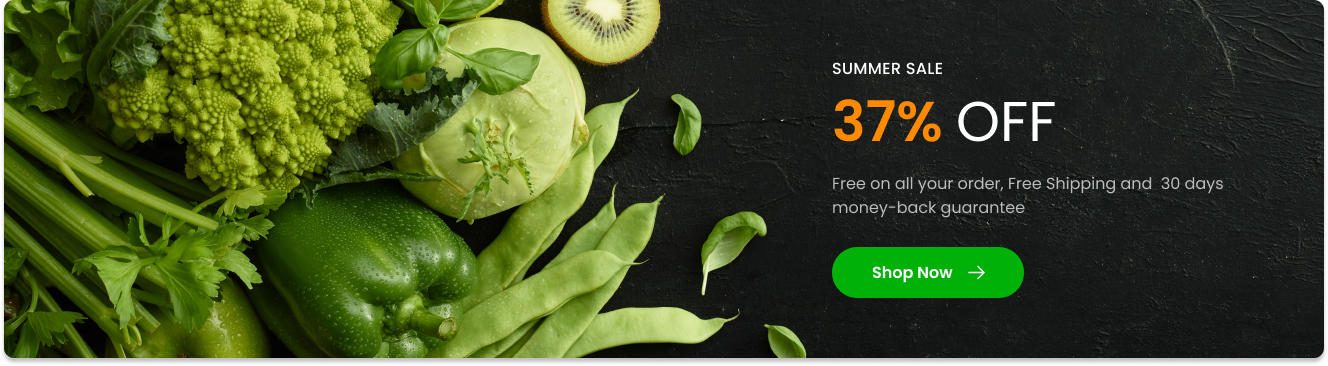 SUMMER SALE
37% OFF
Free on all your order, Free Shipping and  30 days
money-back guarantee
Shop Now